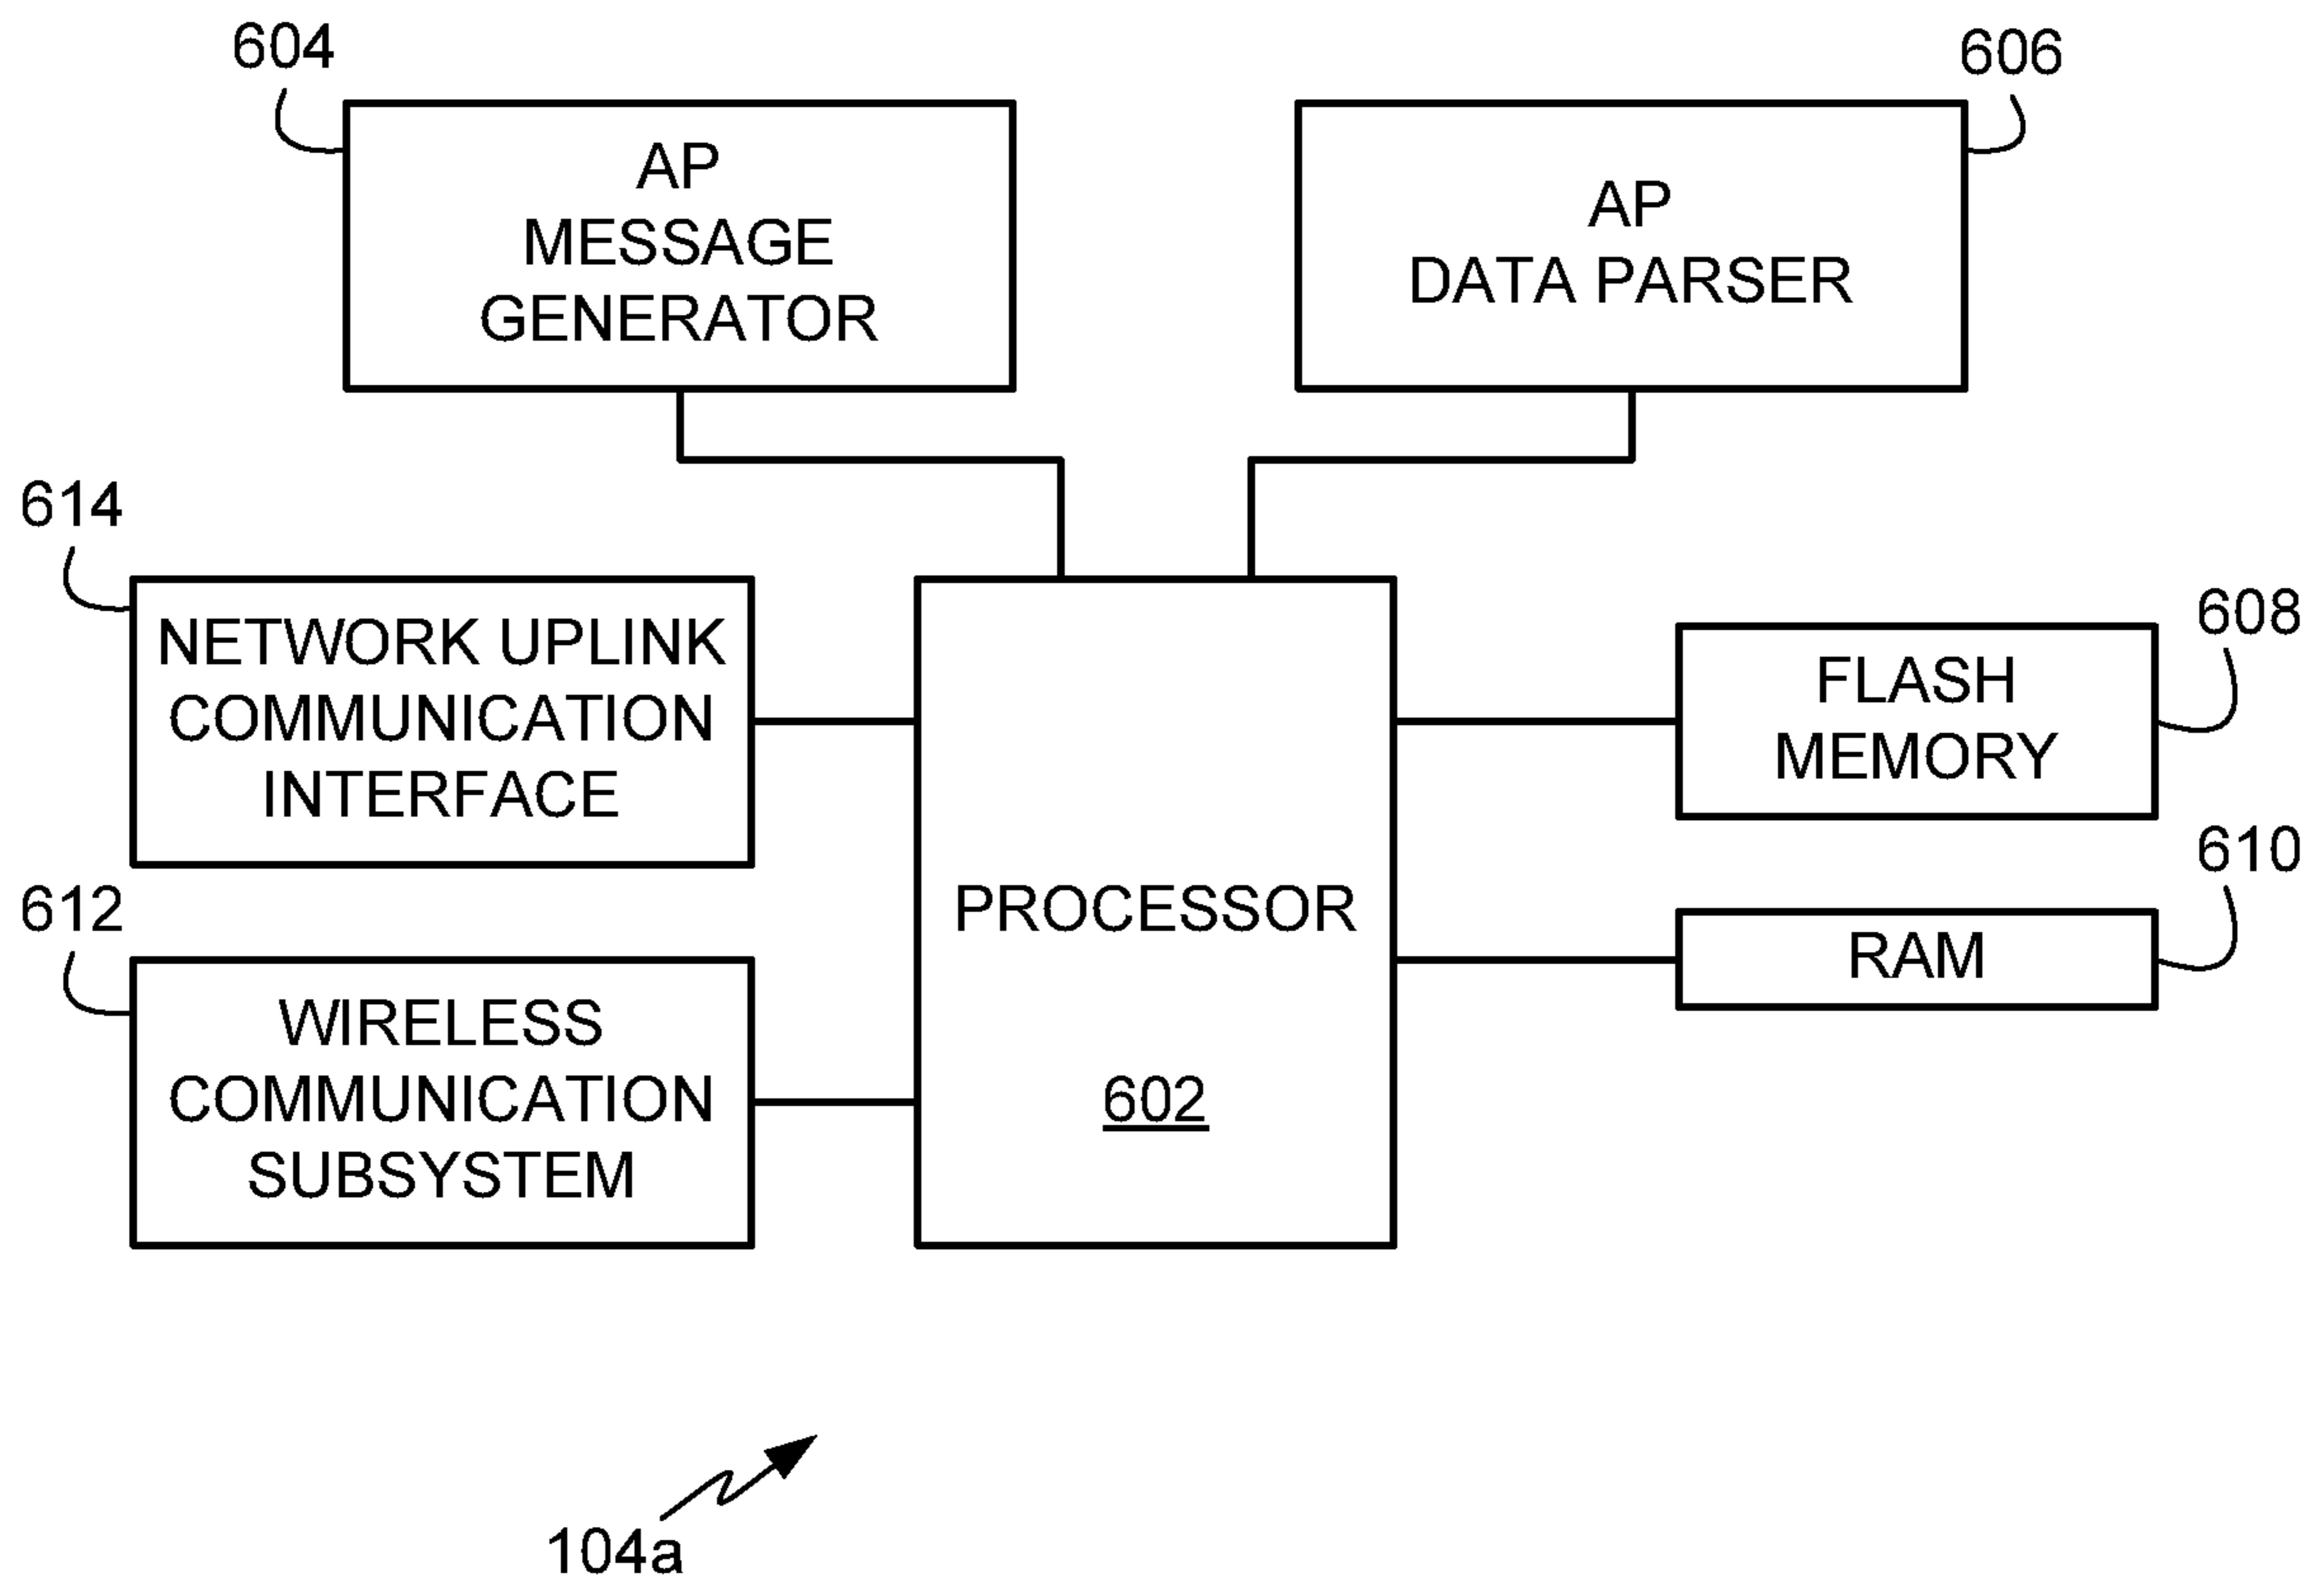 604
606
AP
MESSAGE
GENERATOR
AP
DATA PARSER
614
NETWORK UPLINK
COMMUNICATION
INTERFACE
608
FLASH
MEMORY
612
WIRELESS
COMMUNICATION
SUBSYSTEM
PROCESSOR
602
610
RAM
104a